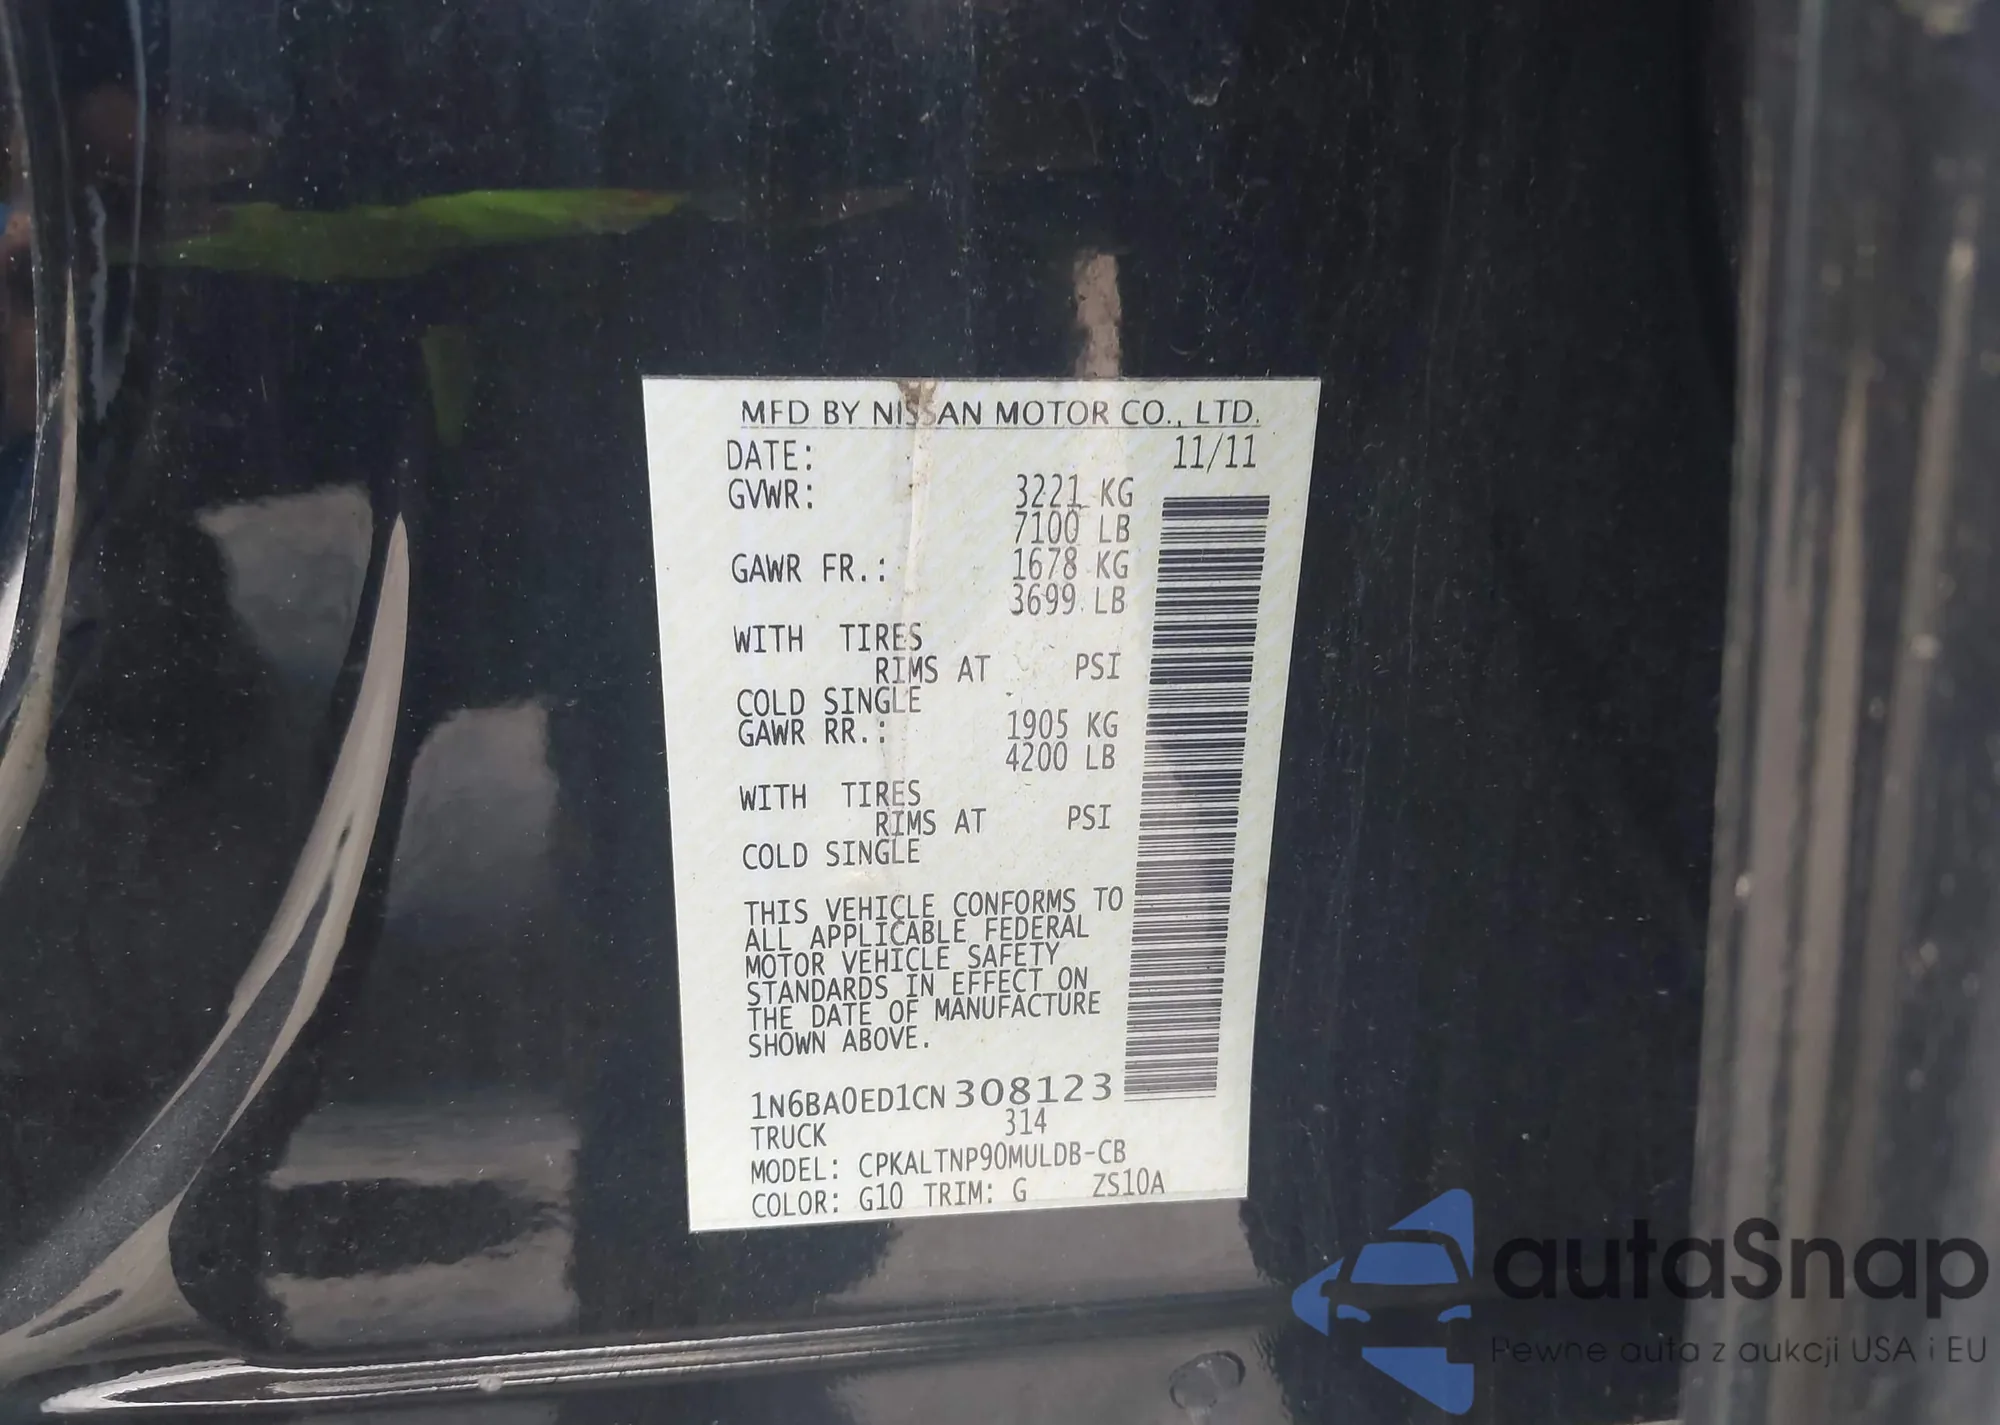 MFD BY NISSAN MOTOR CO., LTD.
DATE: 11/11
GVWR: 3221 KG
7100 LB
GAWR FR.: 1678 KG
3699 LB
WITH TIRES
RIMS AT PSI
COLD SINGLE
GAWR RR.: 1905 KG
4200 LB
WITH TIRES
RIMS AT PSI
COLD SINGLE
THIS VEHICLE CONFORMS TO
ALL APPLICABLE FEDERAL
MOTOR VEHICLE SAFETY
STANDARDS IN EFFECT ON
THE DATE OF MANUFACTURE
SHOWN ABOVE.
1N6BA0ED1CN308123
TRUCK 314
MODEL: CPKALTNP90MULDB-CB
COLOR: G10 TRIM: G ZS10A
autaSnap
Pewne auta z aukcji USA i EU